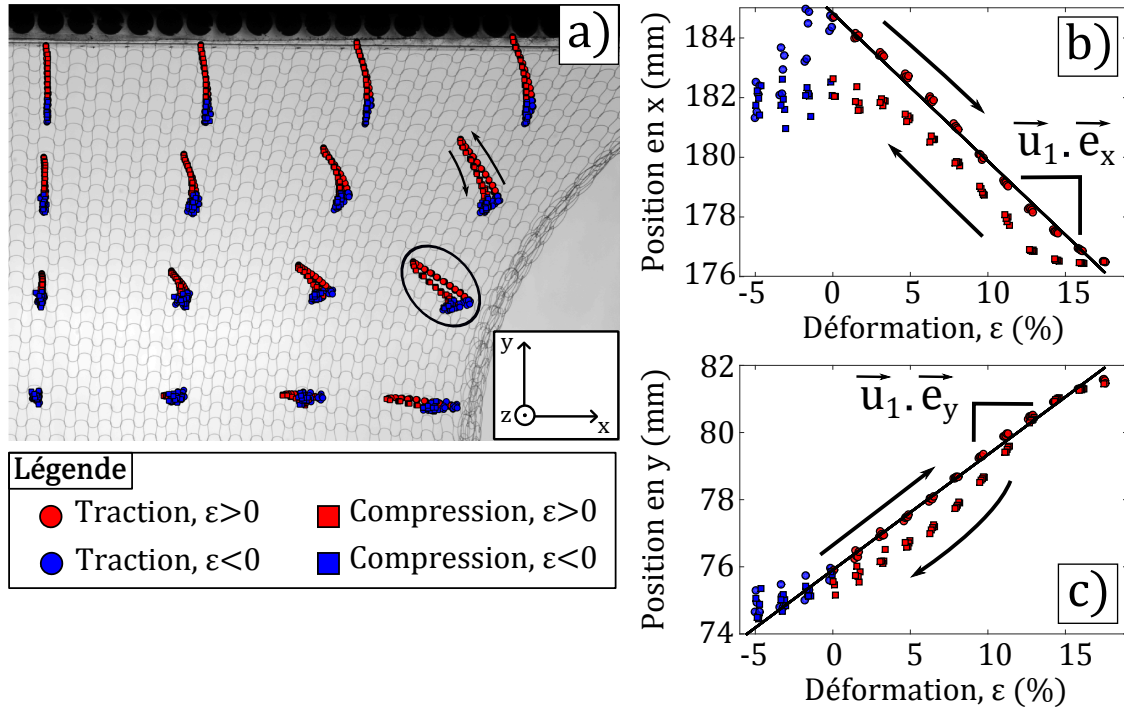 a)
y
z
x
Légende
Traction, ε>0
Compression, ε>0
Traction, ε<0
Compression, ε<0
184
182
180
178
176
-5
0
5
10
15
Position en x (mm)
Déformation, ε (%)
b)
u₁.eₓ
82
80
78
76
74
-5
0
5
10
15
Position en y (mm)
Déformation, ε (%)
u₁.e_y
c)